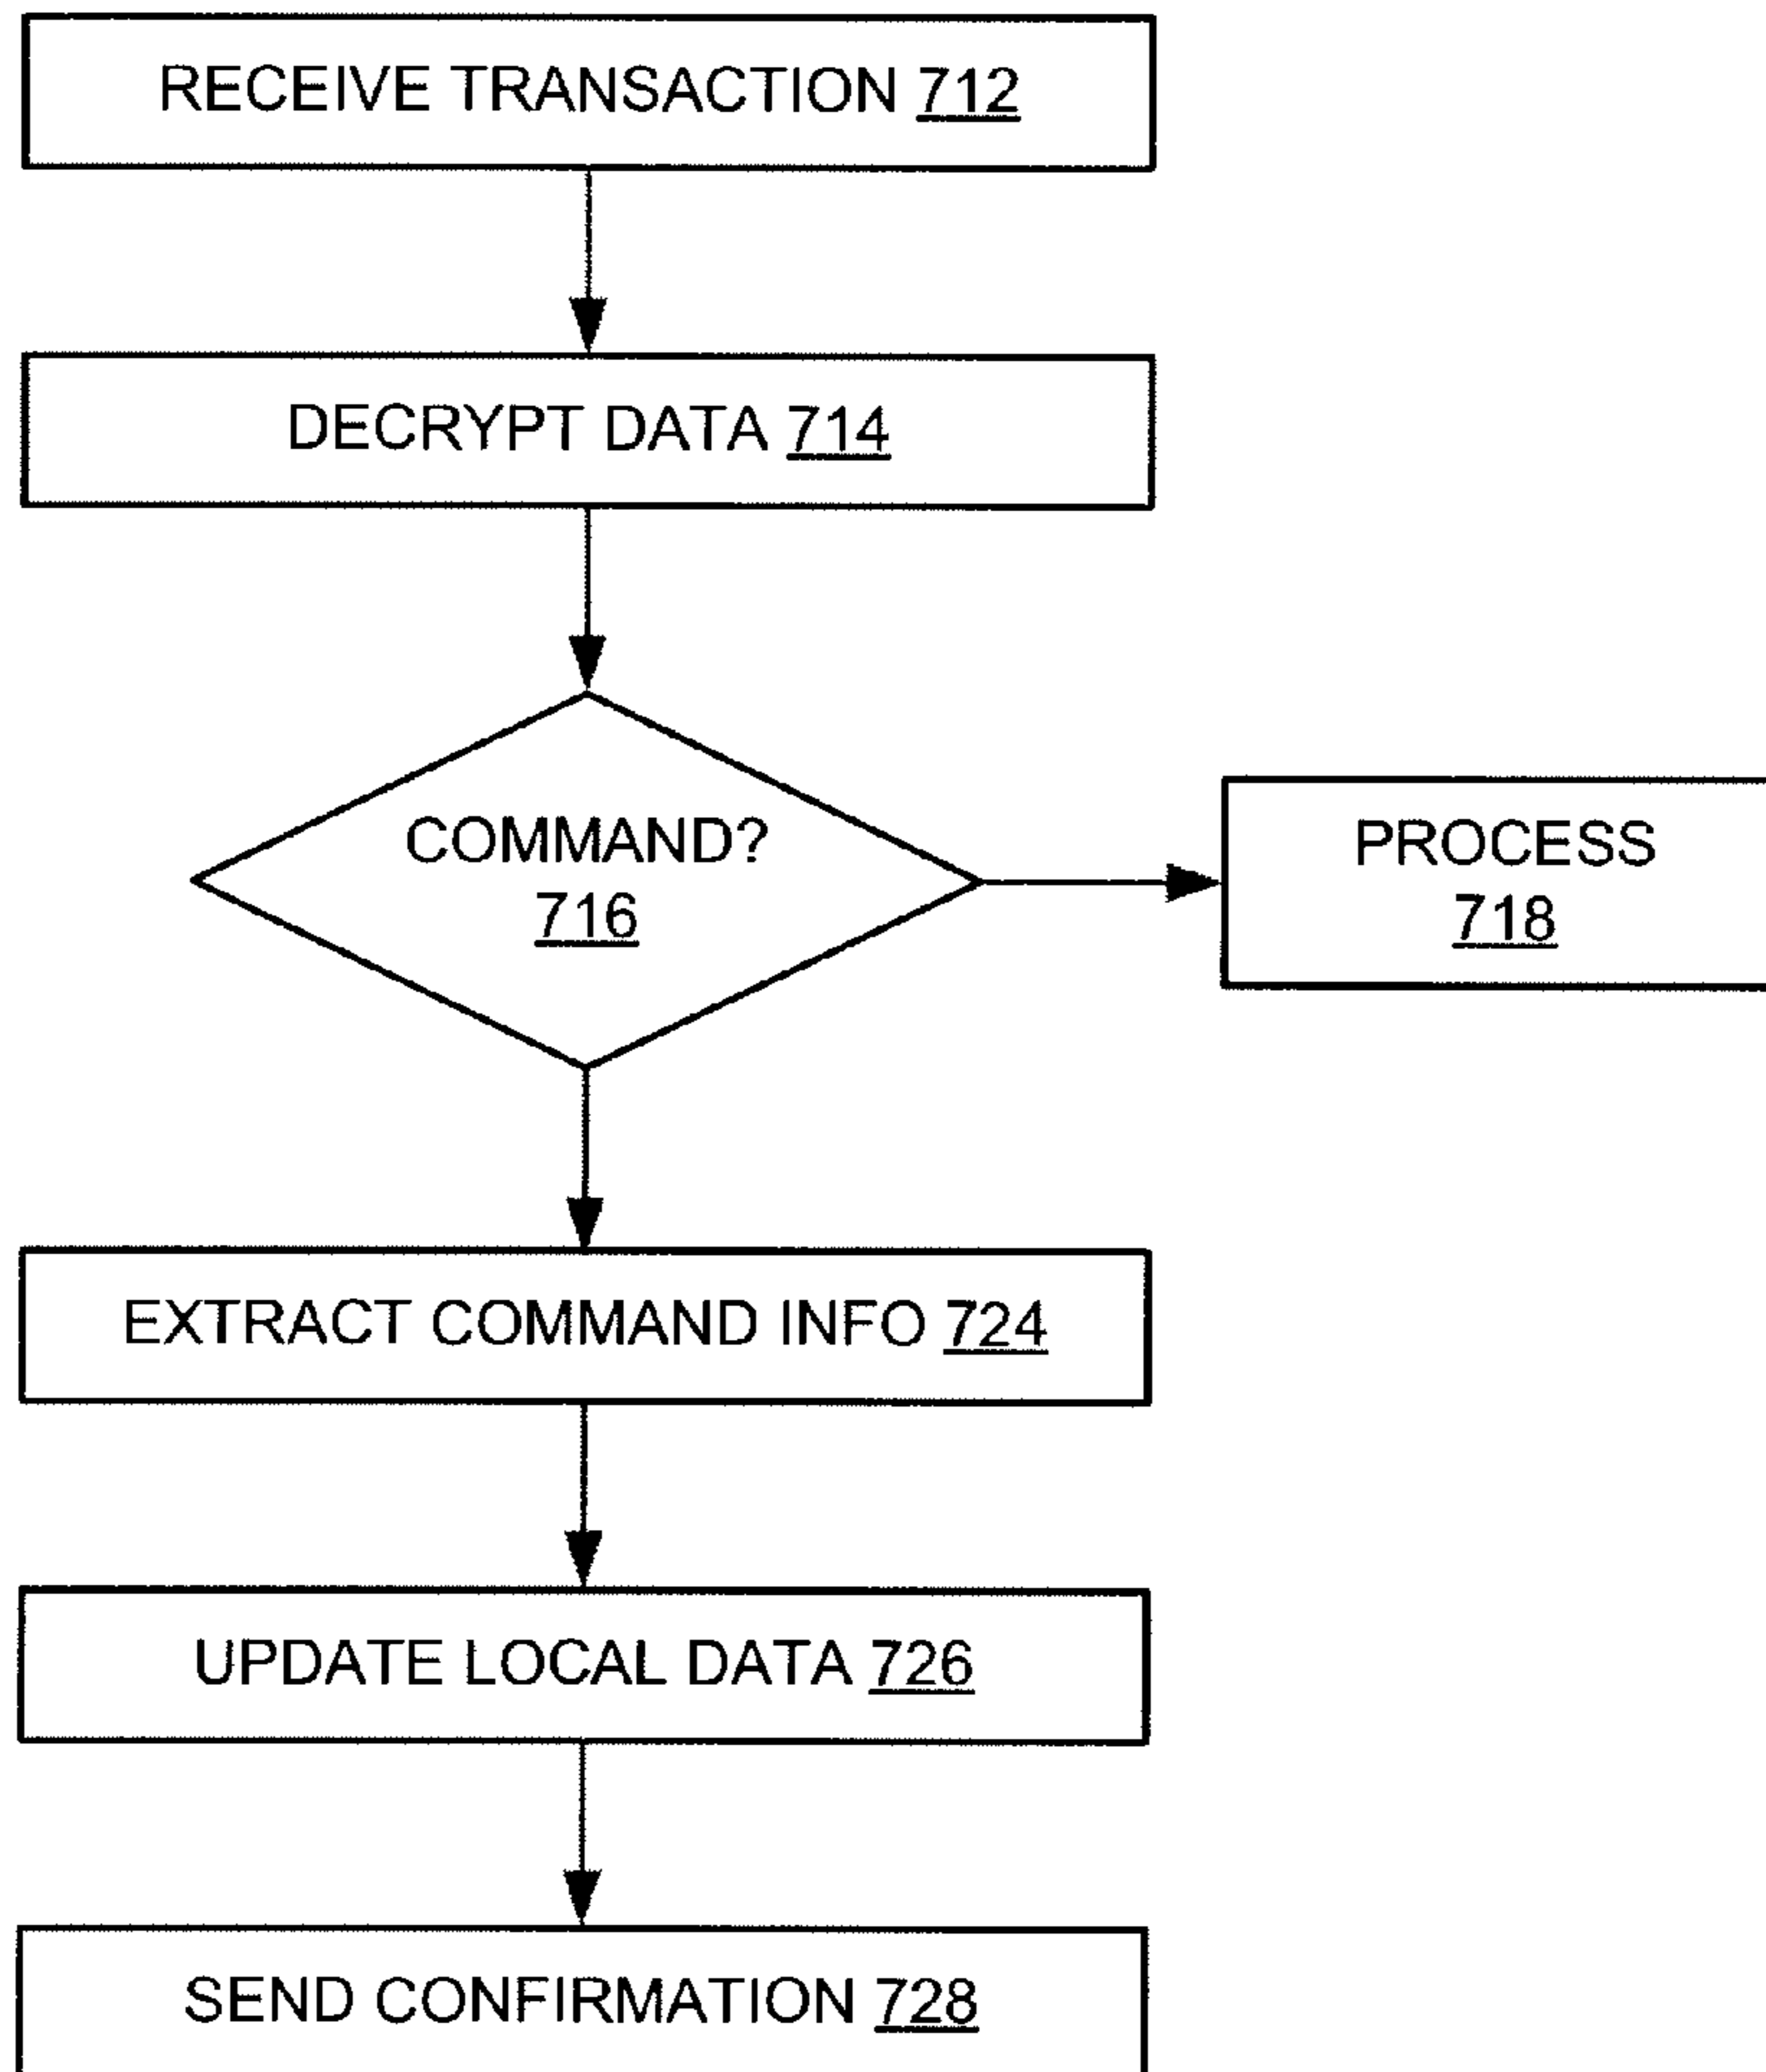 RECEIVE TRANSACTION 712
DECRYPT DATA 714
COMMAND?
716
PROCESS
718
EXTRACT COMMAND INFO 724
UPDATE LOCAL DATA 726
SEND CONFIRMATION 728